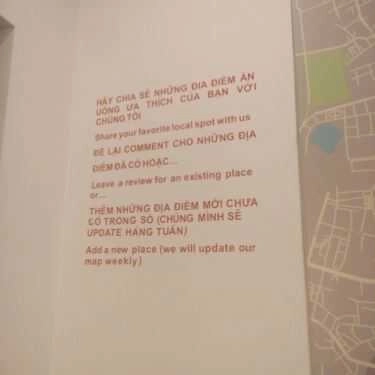 HÃY CHIA SẺ NHỮNG ĐỊA ĐIỂM ĂN
UỐNG ƯA THÍCH CỦA BẠN VỚI
CHÚNG TÔI
Share your favorite local spot with us
ĐỂ LẠI COMMENT CHO NHỮNG ĐỊA
ĐIỂM ĐÃ CÓ HOẶC...
Leave a review for an existing place
or...
THÊM NHỮNG ĐỊA ĐIỂM MỚI CHƯA
CÓ TRONG SỔ (CHÚNG MÌNH SẼ
UPDATE HÀNG TUẦN)
Add a new place (we will update our
map weekly)